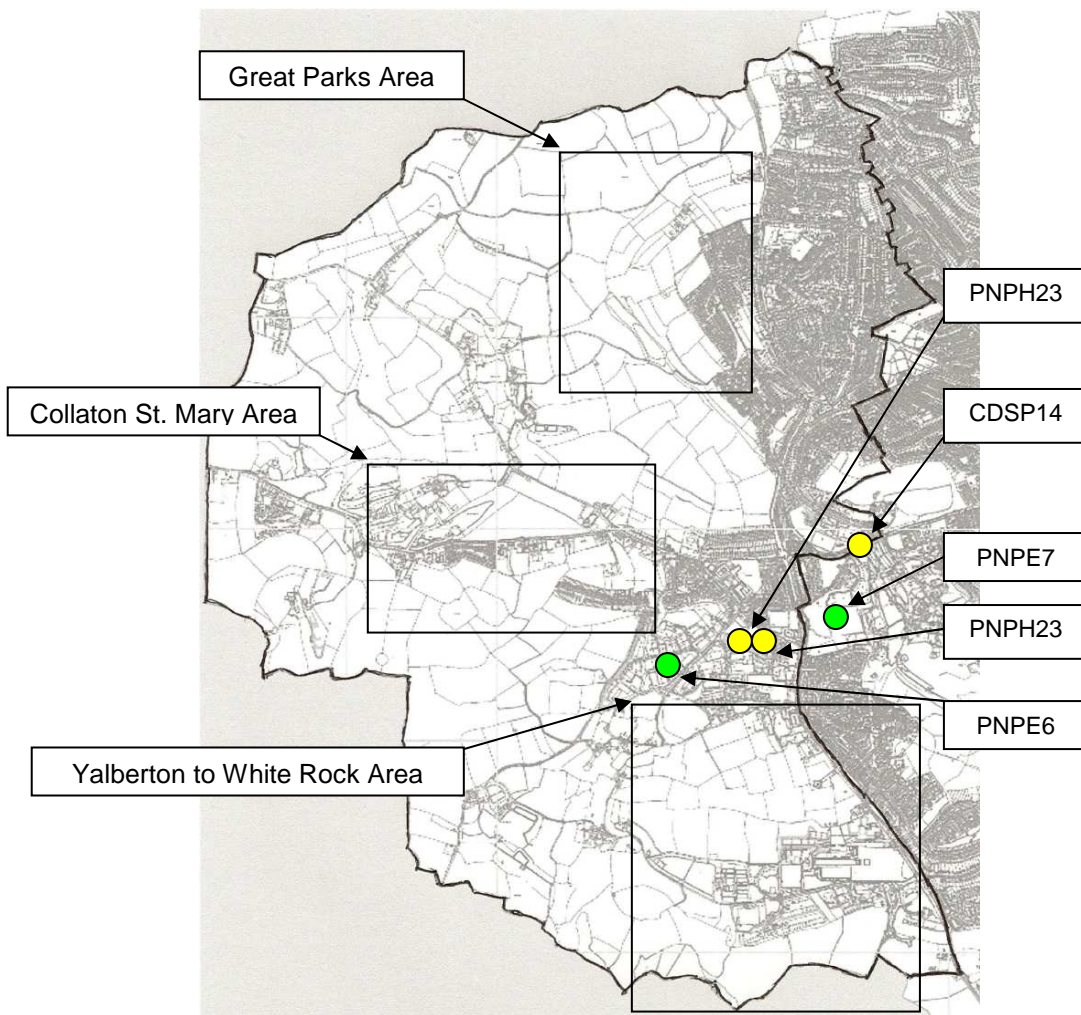 Great Parks Area
PNPH23
Collaton St. Mary Area
CDSP14
PNPE7
PNPH23
PNPE6
Yalberton to White Rock Area